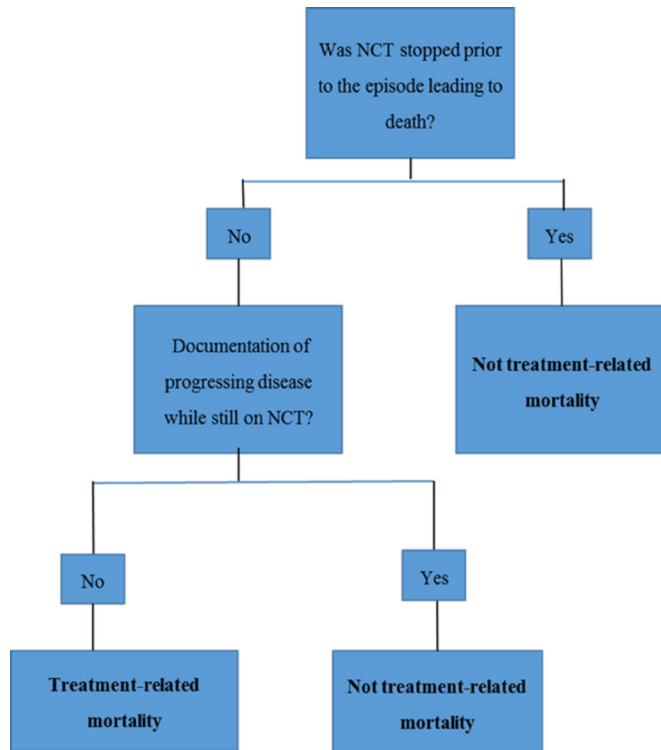 Was NCT stopped prior
to the episode leading to
death?
No
Yes
Documentation of
progressing disease
while still on NCT?
Not treatment-related
mortality
No
Yes
Treatment-related
mortality
Not treatment-related
mortality